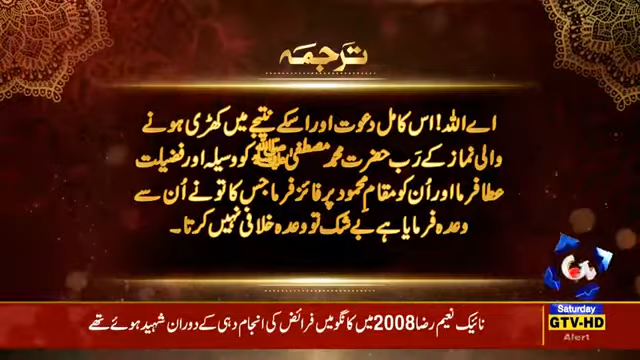 ترجمہ
اے اللہ! اس کامل دعوت اور اسکے نتیجے میں کھڑی ہونے
والی نماز کے رَب حضرت محمد مصطفیٰ ﷺ کو وسیلہ اور فضیلت
عطا فرما اور اُن کو مقامِ محمود پر فائز فرما جس کا تو نے اُن سے
وعدہ فرمایا ہے بے شک تو وعدہ خلافی نہیں کرتا۔
Saturday
GTV-HD
Alert
نائیک نعیم رضا 2008 میں کانگو میں فرائض کی انجام دہی کے دوران شہید ہوئے تھے